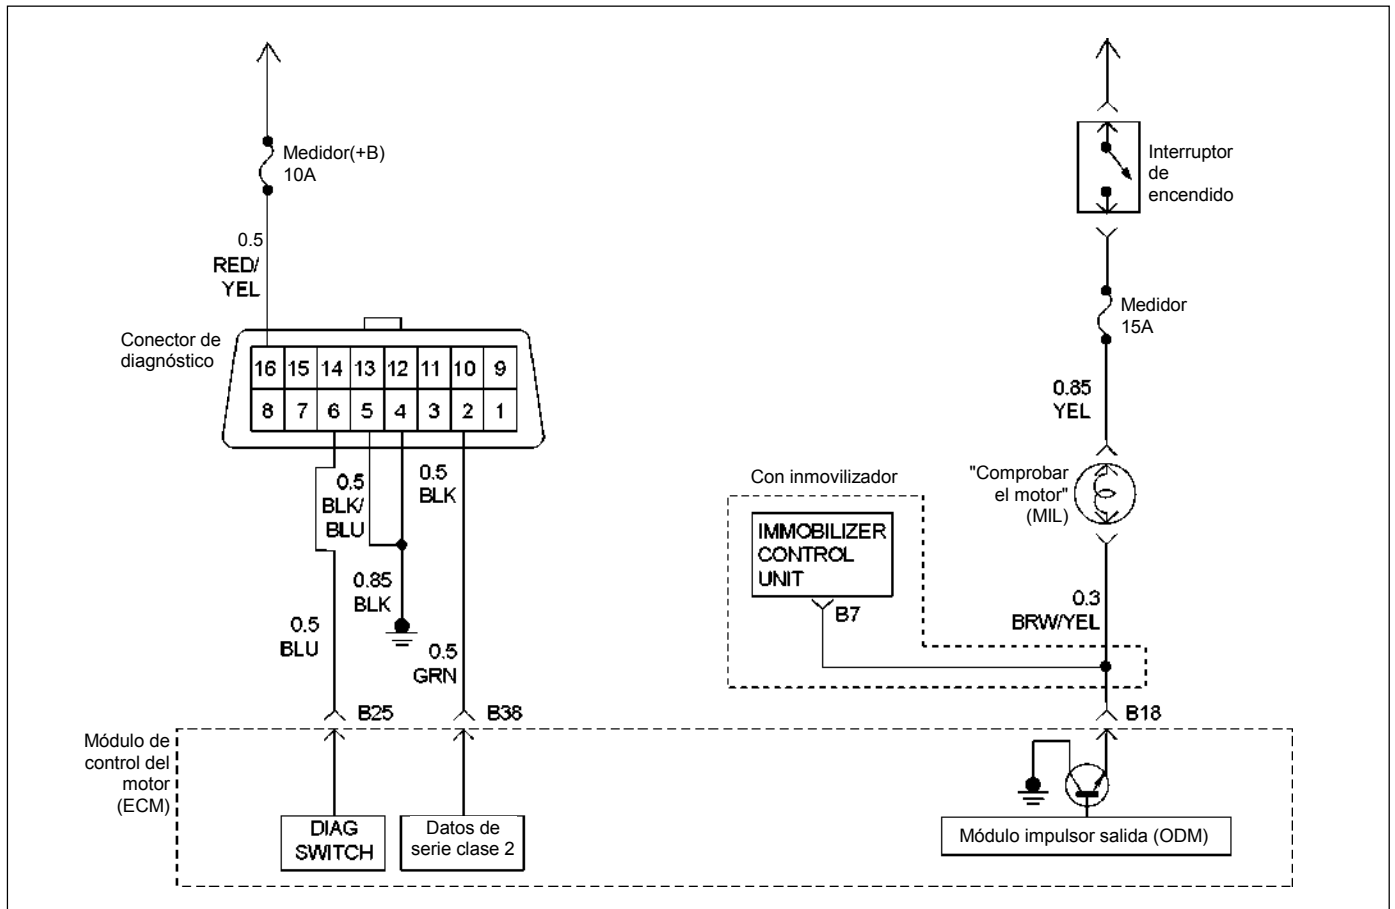 Medidor(+B)
10A
0.5
RED/
YEL
Conector de
diagnóstico
16 15 14 13 12 11 10 9
8 7 6 5 4 3 2 1
0.5
BLK/
BLU
0.5
BLK
0.85
BLK
0.5
BLU
0.5
GRN
B25
B38
Interruptor
de
encendido
Medidor
15A
0.85
YEL
"Comprobar
el motor"
(MIL)
Con inmovilizador
IMMOBILIZER
CONTROL
UNIT
B7
0.3
BRW/YEL
B18
Módulo de
control del
motor
(ECM)
DIAG
SWITCH
Datos de
serie clase 2
Módulo impulsor salida (ODM)